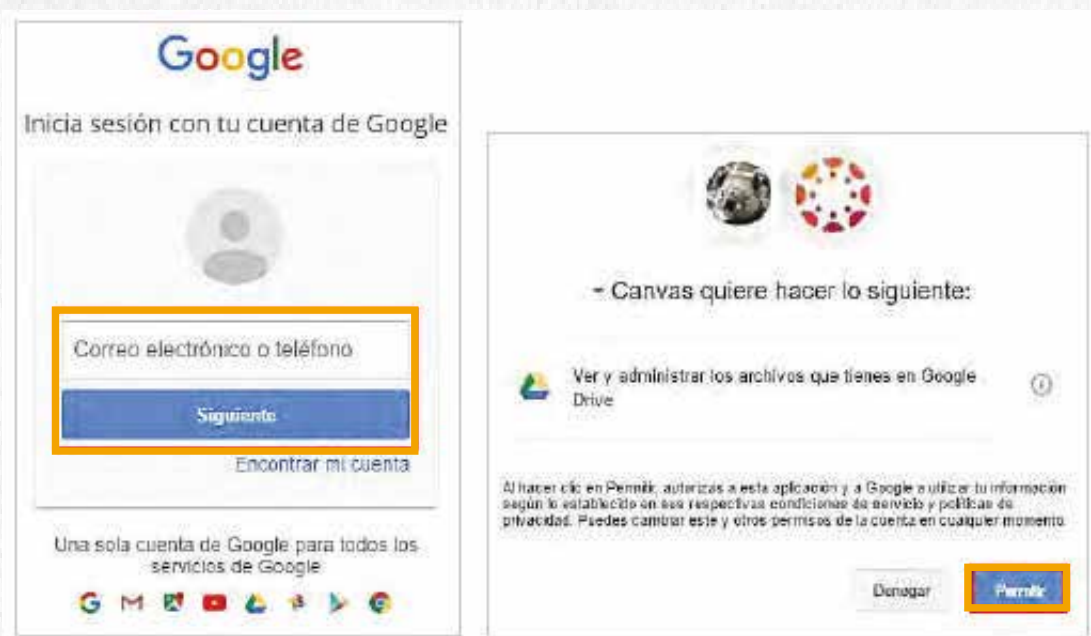 Google
Inicia sesión con tu cuenta de Google
Correo electrónico o teléfono
Siguiente
Encontrar mi cuenta
Una sola cuenta de Google para todos los
servicios de Google
- Canvas quiere hacer lo siguiente:
Ver y administrar los archivos que tienes en Google
Drive
Al hacer clic en Permitir, autorizas a esta aplicación y a Google a utilizar tu información
según lo establecido en sus respectivas condiciones de servicio y políticas de
privacidad. Puedes cambiar este y otros permisos de la cuenta en cualquier momento.
Denegar
Permitir